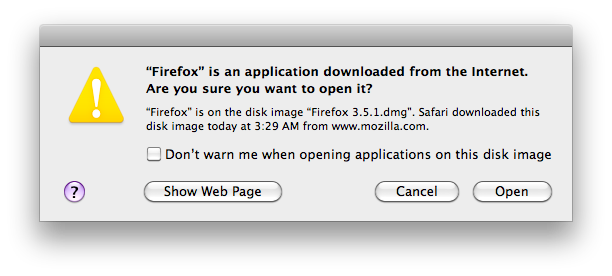 “Firefox” is an application downloaded from the Internet.
Are you sure you want to open it?
“Firefox” is on the disk image “Firefox 3.5.1.dmg”. Safari downloaded this
disk image today at 3:29 AM from www.mozilla.com.
Don’t warn me when opening applications on this disk image
? Show Web Page Cancel Open